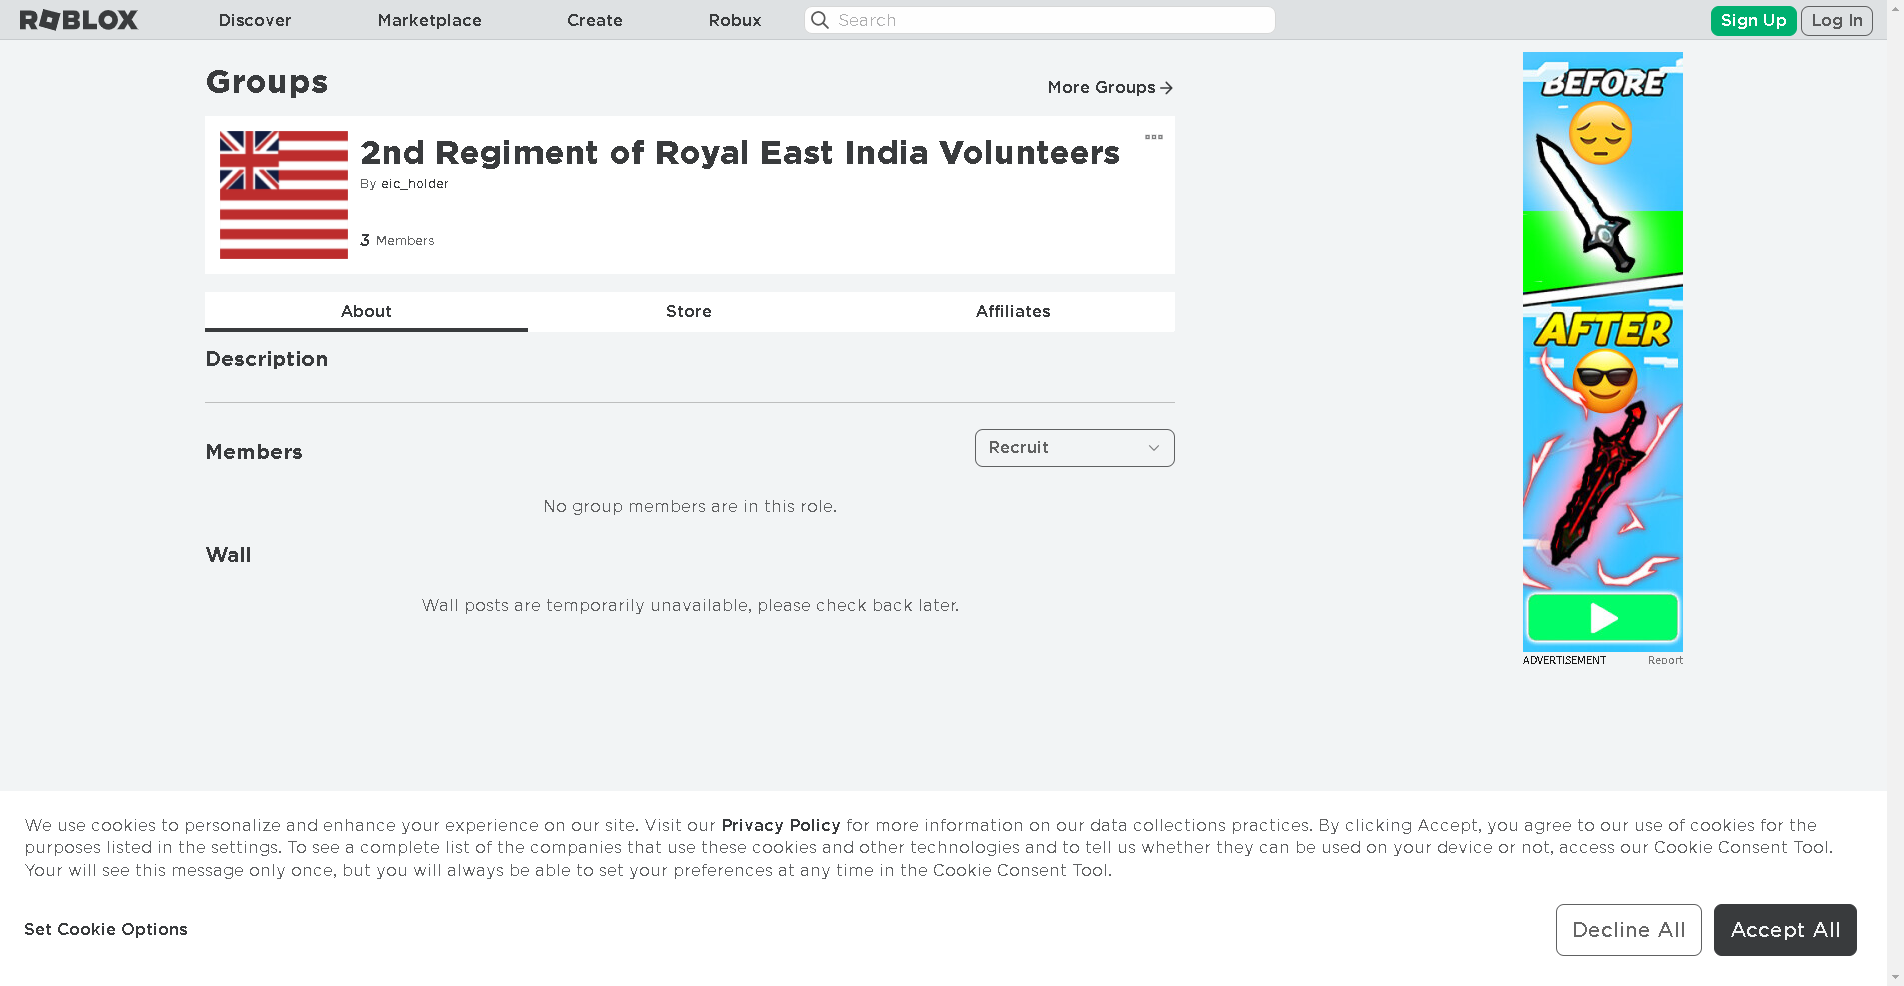 ROBLOX Discover Marketplace Create Robux Search Sign Up Log In
Groups
More Groups
2nd Regiment of Royal East India Volunteers
By eic_holder
3 Members
About Store Affiliates
Description
Members
Recruit
No group members are in this role.
Wall
Wall posts are temporarily unavailable, please check back later.
BEFORE
AFTER
ADVERTISEMENT Report
We use cookies to personalize and enhance your experience on our site. Visit our Privacy Policy for more information on our data collections practices. By clicking Accept, you agree to our use of cookies for the
purposes listed in the settings. To see a complete list of the companies that use these cookies and other technologies and to tell us whether they can be used on your device or not, access our Cookie Consent Tool.
Your will see this message only once, but you will always be able to set your preferences at any time in the Cookie Consent Tool.
Set Cookie Options
Decline All
Accept All